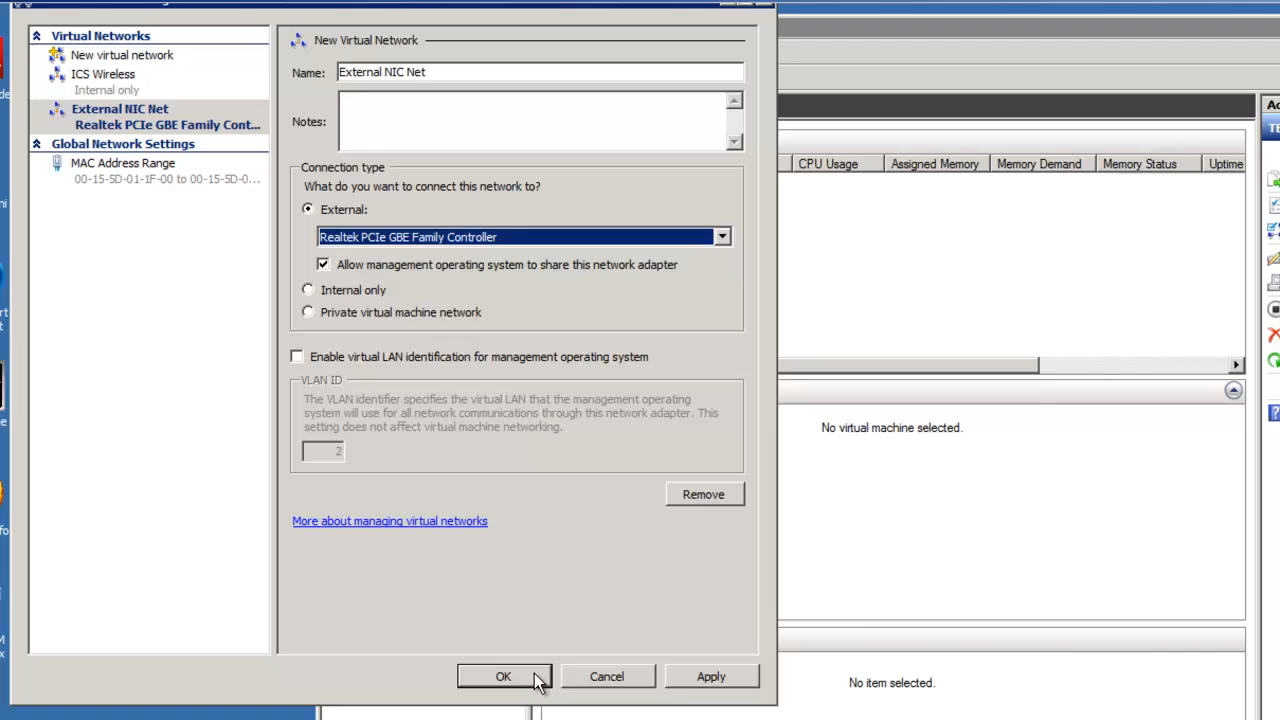 Virtual Networks
New virtual network
ICS Wireless
Internal only
External NIC Net
Realtek PCIe GBE Family Cont...
Global Network Settings
MAC Address Range
00-15-5D-01-1F-00 to 00-15-5D-0...
New Virtual Network
Name: External NIC Net
Notes:
Connection type
What do you want to connect this network to?
External:
Realtek PCIe GBE Family Controller
Allow management operating system to share this network adapter
Internal only
Private virtual machine network
Enable virtual LAN identification for management operating system
VLAN ID
The VLAN identifier specifies the virtual LAN that the management operating
system will use for all network communications through this network adapter. This
setting does not affect virtual machine networking.
2
Remove
More about managing virtual networks
OK Cancel Apply
CPU Usage Assigned Memory Memory Demand Memory Status Uptime
No virtual machine selected.
No item selected.